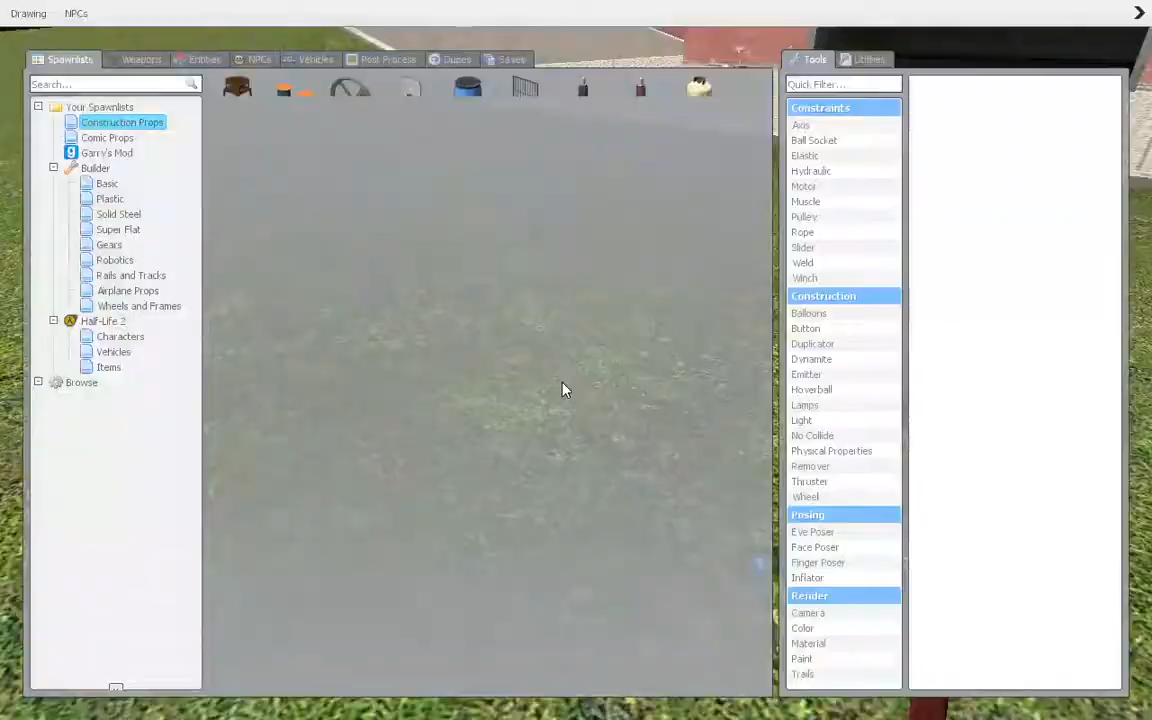 Drawing NPCs
Spawnlists Weapons Entities NPCs Vehicles Post Process Dupes Saves
Tools Utilities
Search...
Quick Filter...
Your Spawnlists
Construction Props
Comic Props
Garry's Mod
Builder
Basic
Plastic
Solid Steel
Super Flat
Gears
Robotics
Rails and Tracks
Airplane Props
Wheels and Frames
Half-Life 2
Characters
Vehicles
Items
Browse
Constraints
Axis
Ball Socket
Elastic
Hydraulic
Motor
Muscle
Pulley
Rope
Slider
Weld
Winch
Construction
Balloons
Button
Duplicator
Dynamite
Emitter
Hoverball
Lamps
Light
No Collide
Physical Properties
Remover
Thruster
Wheel
Posing
Eye Poser
Face Poser
Finger Poser
Inflator
Render
Camera
Color
Material
Paint
Trails